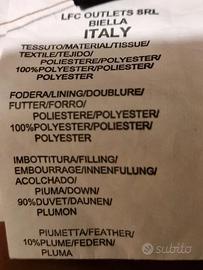 LFC OUTLETS SRL
BIELLA
ITALY
TESSUTO/MATERIAL/TISSUE/
TEXTILE/TEJIDO/
POLIESTERE/POLYESTER/
100%POLYESTER/POLIESTER/
POLYESTER
FODERA/LINING/DOUBLURE/
FUTTER/FORRO/
POLIESTERE/POLYESTER/
100%POLYESTER/POLIESTER/
POLYESTER
IMBOTTITURA/FILLING/
EMBOURRAGE/INNENFULUNG/
ACOLCHADO/
PIUMA/DOWN/
90%DUVET/DAUNEN/
PLUMON
PIUMETTA/FEATHER/
10%PLUME/FEDERN/
PLUMA
subito